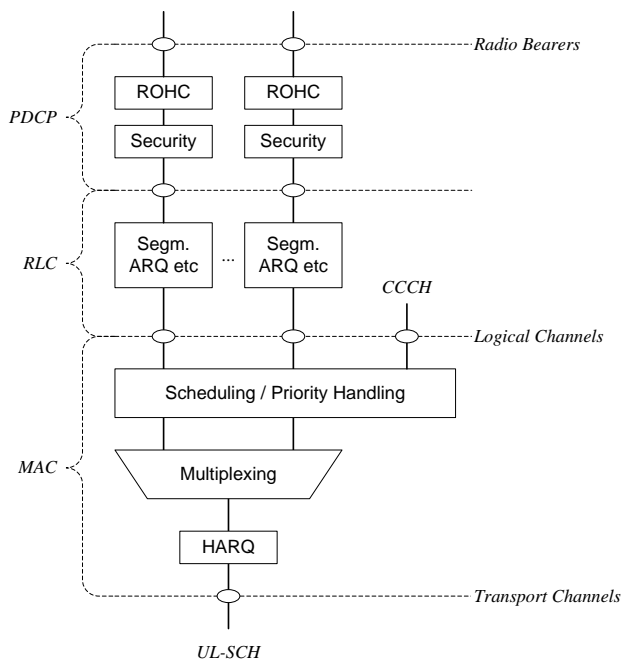 Radio Bearers
ROHC
ROHC
PDCP
Security
Security
Segm.
ARQ etc
...
Segm.
ARQ etc
RLC
CCCH
Logical Channels
Scheduling / Priority Handling
MAC
Multiplexing
HARQ
Transport Channels
UL-SCH